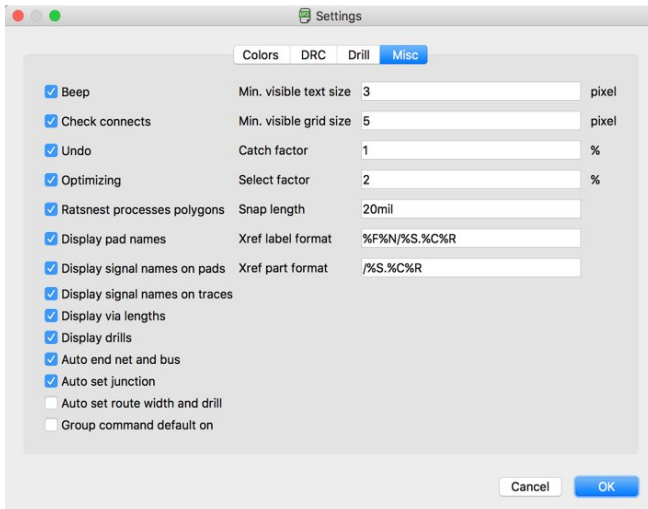 Settings
Colors DRC Drill Misc
Beep Min. visible text size 3 pixel
Check connects Min. visible grid size 5 pixel
Undo Catch factor 1 %
Optimizing Select factor 2 %
Ratsnest processes polygons Snap length 20mil
Display pad names Xref label format %F%N/%S.%C%R
Display signal names on pads Xref part format /%S.%C%R
Display signal names on traces
Display via lengths
Display drills
Auto end net and bus
Auto set junction
Auto set route width and drill
Group command default on
Cancel OK